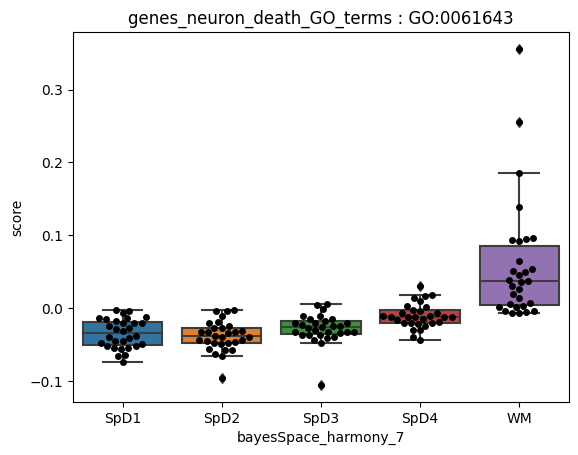 genes_neuron_death_GO_terms : GO:0061643
0.3
0.2
0.1
0.0
−0.1
score
SpD1 SpD2 SpD3 SpD4 WM
bayesSpace_harmony_7